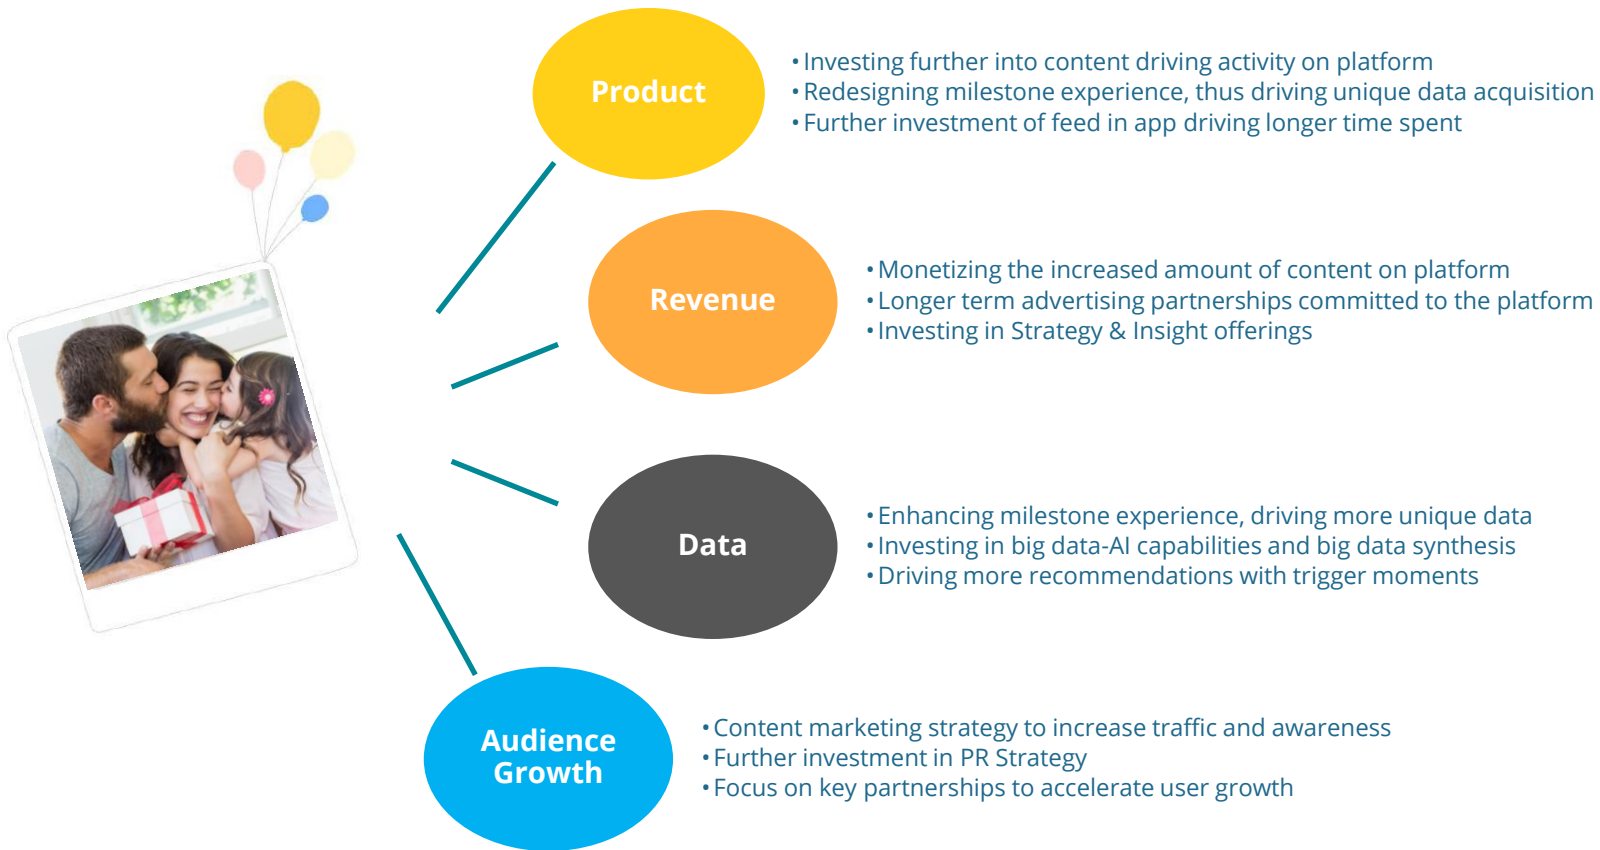 Product
• Investing further into content driving activity on platform
• Redesigning milestone experience, thus driving unique data acquisition
• Further investment of feed in app driving longer time spent
Revenue
• Monetizing the increased amount of content on platform
• Longer term advertising partnerships committed to the platform
• Investing in Strategy & Insight offerings
Data
• Enhancing milestone experience, driving more unique data
• Investing in big data-AI capabilities and big data synthesis
• Driving more recommendations with trigger moments
Audience
Growth
• Content marketing strategy to increase traffic and awareness
• Further investment in PR Strategy
• Focus on key partnerships to accelerate user growth